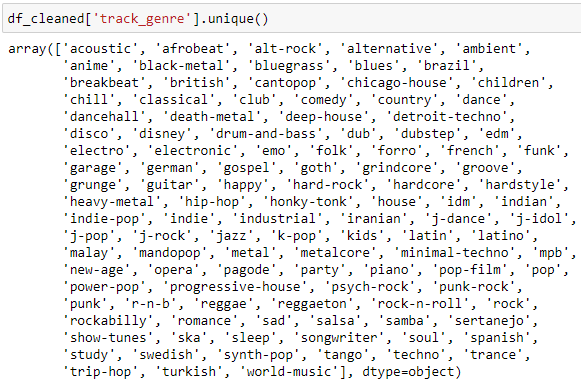 df_cleaned['track_genre'].unique()
array(['acoustic', 'afrobeat', 'alt-rock', 'alternative', 'ambient',
'anime', 'black-metal', 'bluegrass', 'blues', 'brazil',
'breakbeat', 'british', 'cantopop', 'chicago-house', 'children',
'chill', 'classical', 'club', 'comedy', 'country', 'dance',
'dancehall', 'death-metal', 'deep-house', 'detroit-techno',
'disco', 'disney', 'drum-and-bass', 'dub', 'dubstep', 'edm',
'electro', 'electronic', 'emo', 'folk', 'forro', 'french', 'funk',
'garage', 'german', 'gospel', 'goth', 'grindcore', 'groove',
'grunge', 'guitar', 'happy', 'hard-rock', 'hardcore', 'hardstyle',
'heavy-metal', 'hip-hop', 'honky-tonk', 'house', 'idm', 'indian',
'indie-pop', 'indie', 'industrial', 'iranian', 'j-dance', 'j-idol',
'j-pop', 'j-rock', 'jazz', 'k-pop', 'kids', 'latin', 'latino',
'malay', 'mandopop', 'metal', 'metalcore', 'minimal-techno', 'mpb',
'new-age', 'opera', 'pagode', 'party', 'piano', 'pop-film', 'pop',
'power-pop', 'progressive-house', 'psych-rock', 'punk-rock',
'punk', 'r-n-b', 'reggae', 'reggaeton', 'rock-n-roll', 'rock',
'rockabilly', 'romance', 'sad', 'salsa', 'samba', 'sertanejo',
'show-tunes', 'ska', 'sleep', 'songwriter', 'soul', 'spanish',
'study', 'swedish', 'synth-pop', 'tango', 'techno', 'trance',
'trip-hop', 'turkish', 'world-music'], dtype=object)